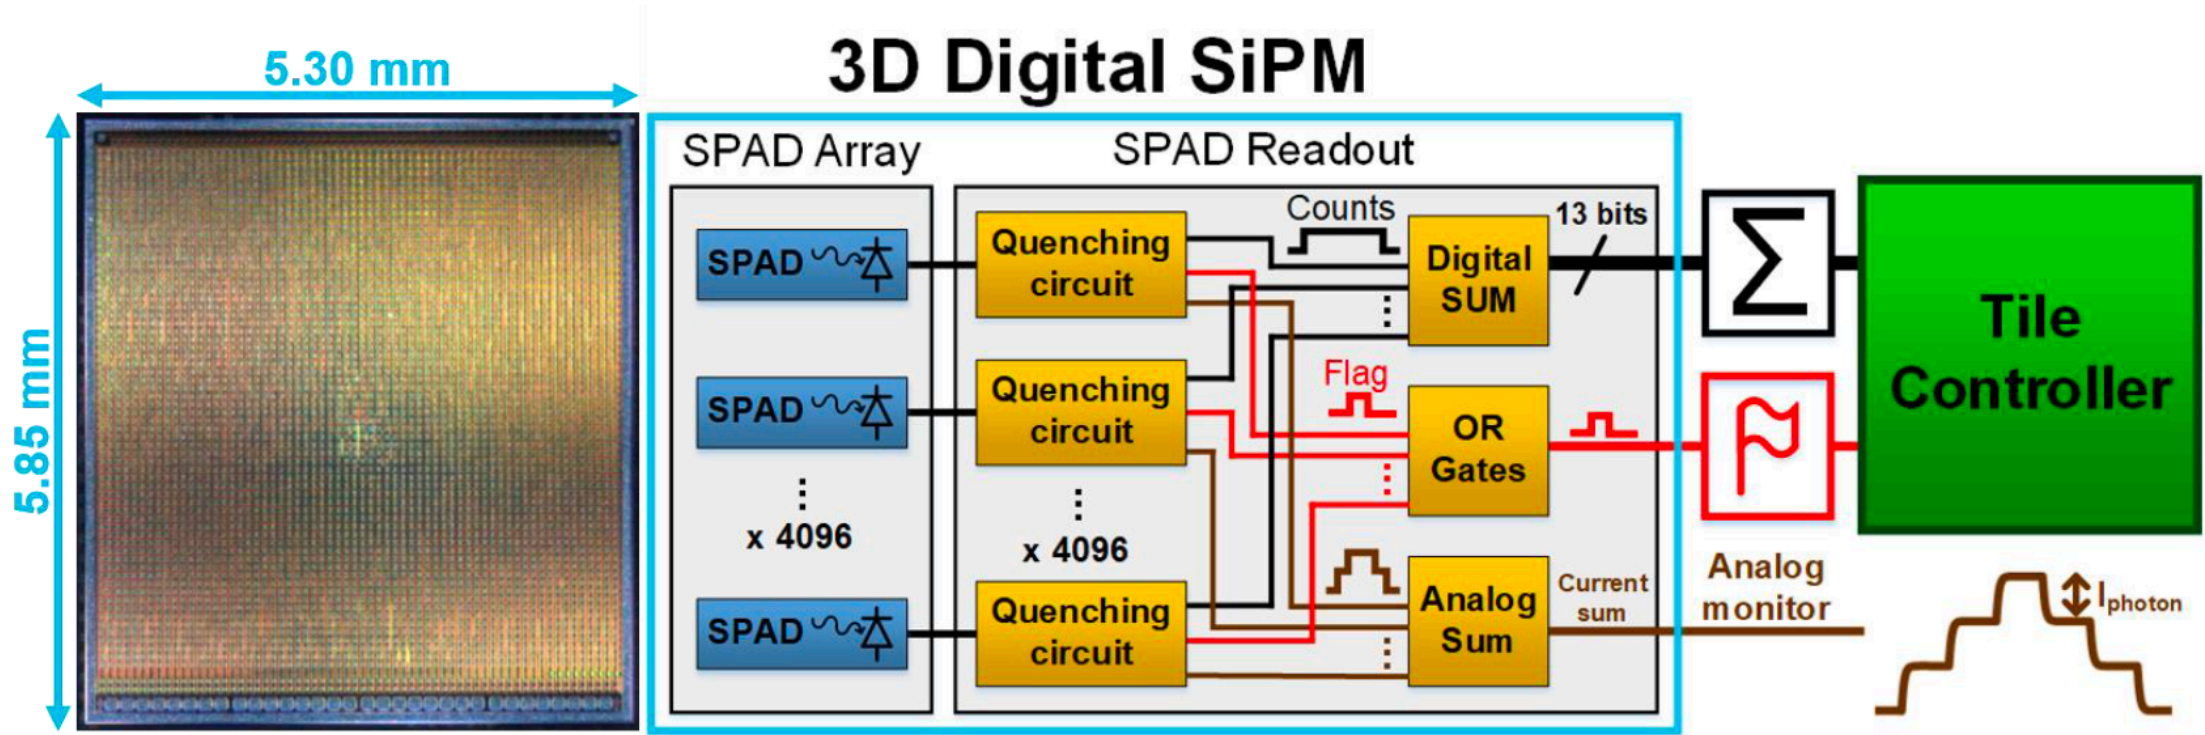 5.30 mm
5.85 mm
3D Digital SiPM
SPAD Array
SPAD Readout
SPAD
SPAD
x 4096
SPAD
Quenching
circuit
Quenching
circuit
x 4096
Quenching
circuit
Counts
Digital
SUM
13 bits
Flag
OR
Gates
Analog
Sum
Current
sum
Σ
Tile
Controller
Analog
monitor
Iphoton